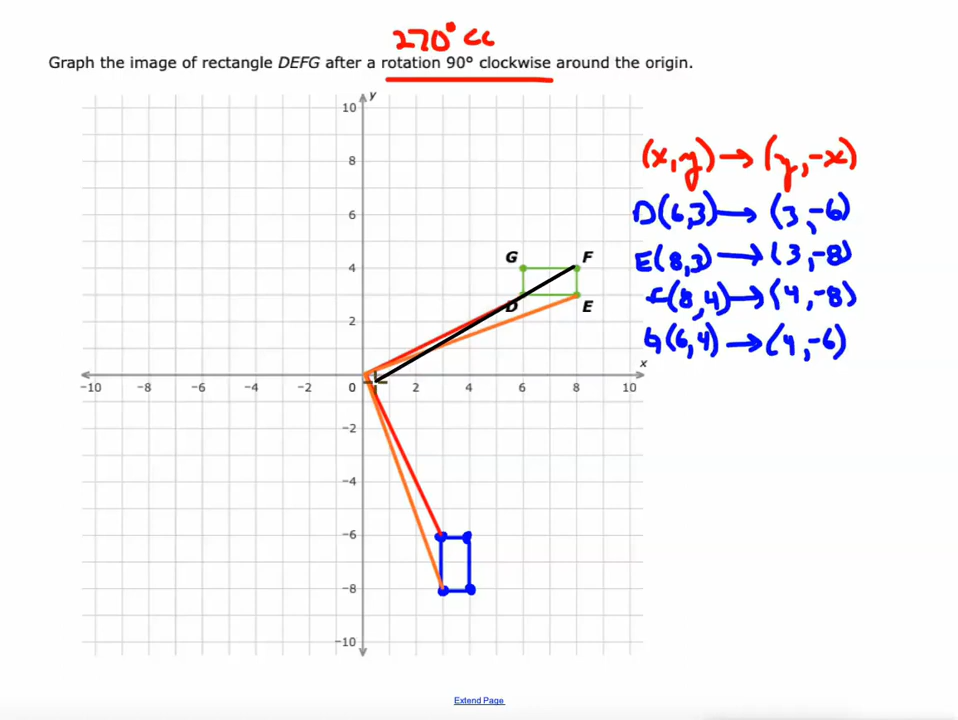 270° cc
Graph the image of rectangle DEFG after a rotation 90° clockwise around the origin.
y
10
8
6
4
2
G
F
D
E
(x,y) → (y,-x)
D(6,3) → (3,-6)
E(8,3) → (3,-8)
F(8,4) → (4,-8)
G(6,4) → (4,-6)
x
-10 -8 -6 -4 -2 0 2 4 6 8 10
-2
-4
-6
-8
-10
Extend Page